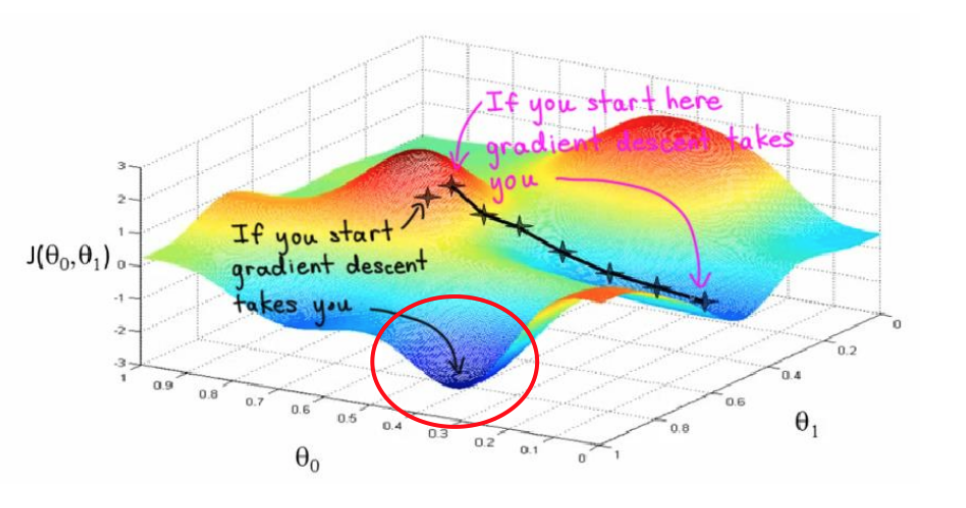 If you start here
gradient descent takes
you
If you start
gradient descent
takes you
J(θ₀,θ₁)
3
2
1
0
-1
-2
-3
1
0.9
0.8
0.7
0.6
0.5
0.4
0.3
0.2
0.1
0
θ₀
1
0.8
0.6
0.4
0.2
0
θ₁